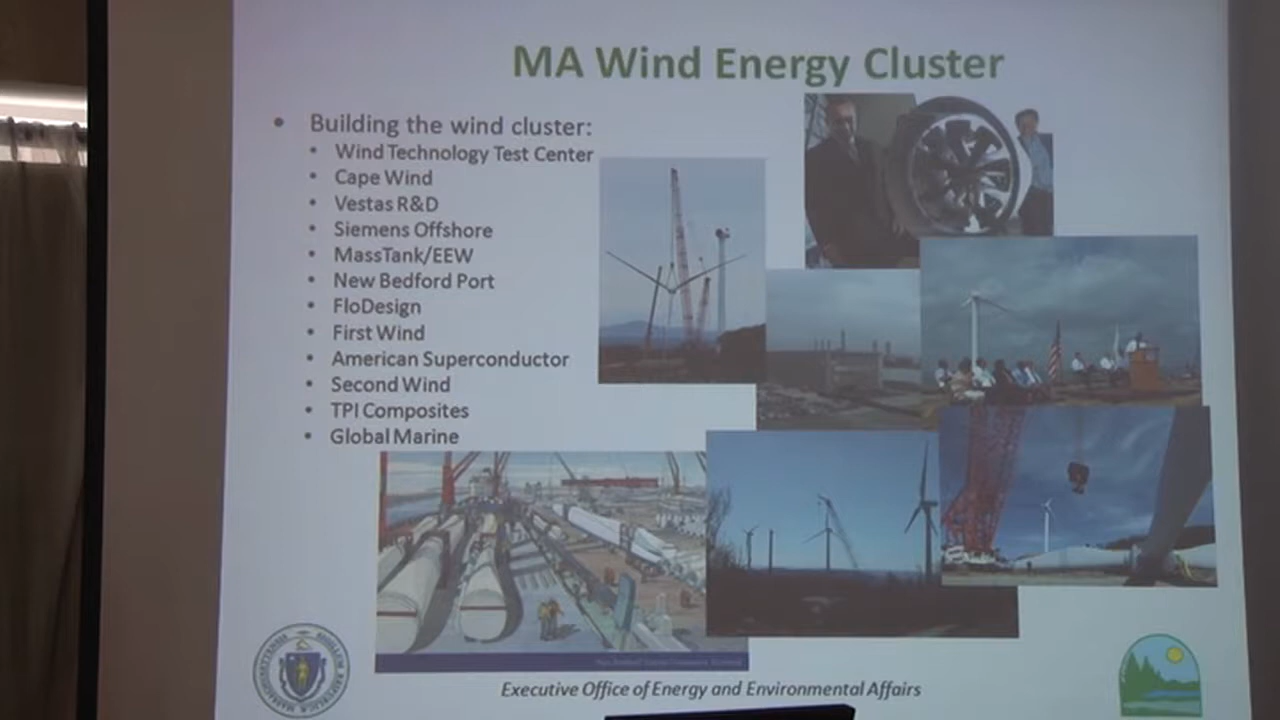 MA Wind Energy Cluster
• Building the wind cluster:
• Wind Technology Test Center
• Cape Wind
• Vestas R&D
• Siemens Offshore
• MassTank/EEW
• New Bedford Port
• FloDesign
• First Wind
• American Superconductor
• Second Wind
• TPI Composites
• Global Marine
Executive Office of Energy and Environmental Affairs